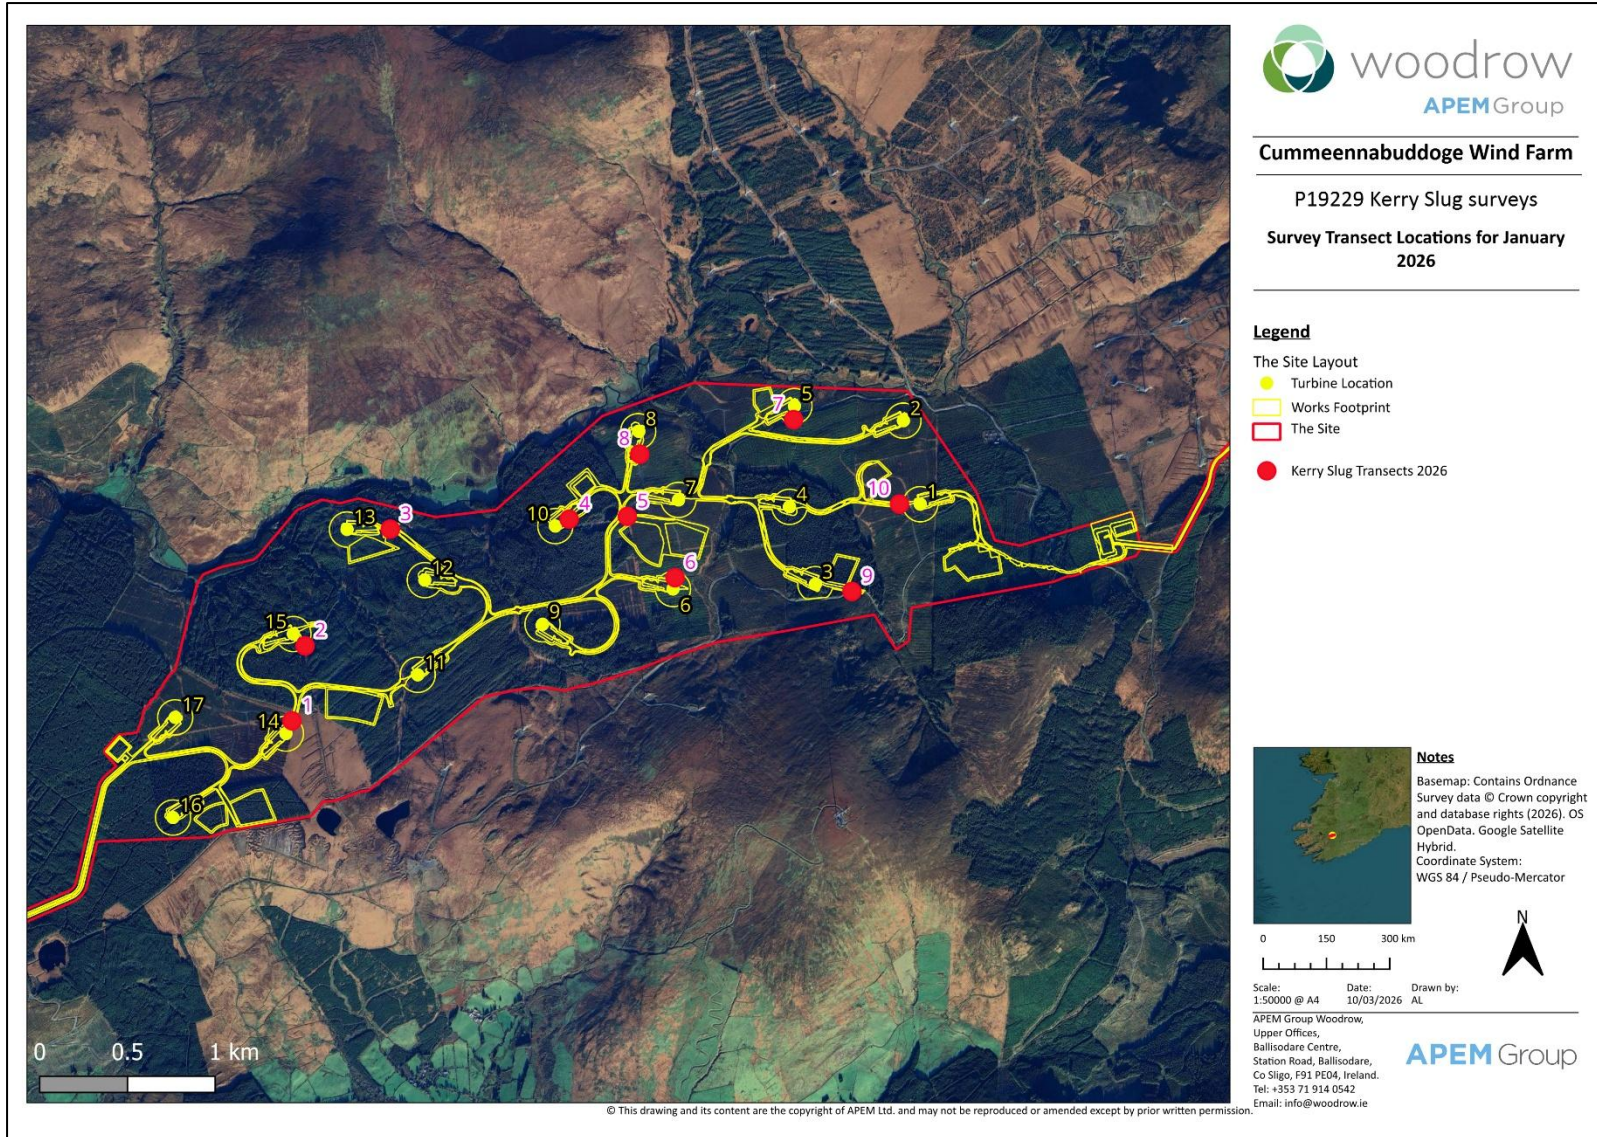 woodrow
APEM Group
Cummeennabuddoge Wind Farm
P19229 Kerry Slug surveys
Survey Transect Locations for January
2026
Legend
The Site Layout
Turbine Location
Works Footprint
The Site
Kerry Slug Transects 2026
5
7
2
8
8
7
4
10
1
13
3
10
4
5
12
6
6
3
9
9
15
2
11
17
14
1
16
0 0.5 1 km
Notes
Basemap: Contains Ordnance
Survey data © Crown copyright
and database rights (2026). OS
OpenData. Google Satellite
Hybrid.
Coordinate System:
WGS 84 / Pseudo-Mercator
N
0 150 300 km
Scale: Date: Drawn by:
1:50000 @ A4 10/03/2026 AL
APEM Group Woodrow,
Upper Offices,
Ballisodare Centre,
Station Road, Ballisodare,
Co Sligo, F91 PE04, Ireland.
Tel: +353 71 914 0542
Email: info@woodrow.ie
APEM Group
© This drawing and its content are the copyright of APEM Ltd. and may not be reproduced or amended except by prior written permission.